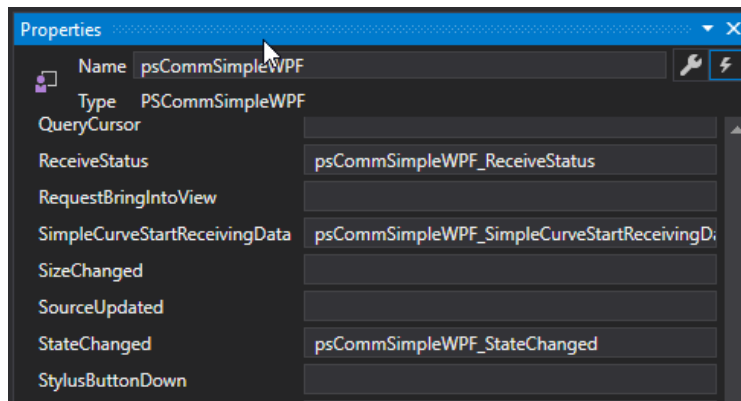 Properties
Name psCommSimpleWPF
Type PSCommSimpleWPF
QueryCursor
ReceiveStatus psCommSimpleWPF_ReceiveStatus
RequestBringIntoView
SimpleCurveStartReceivingData psCommSimpleWPF_SimpleCurveStartReceivingDa
SizeChanged
SourceUpdated
StateChanged psCommSimpleWPF_StateChanged
StylusButtonDown